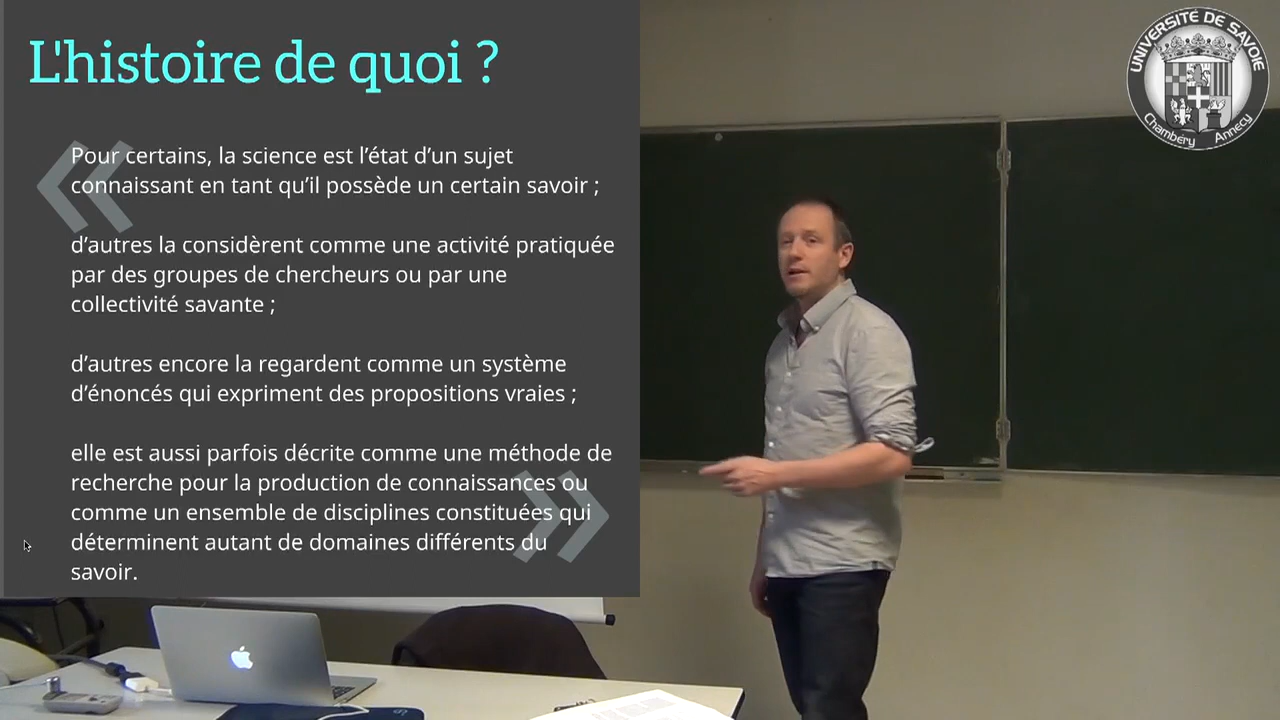 L'histoire de quoi ?
Pour certains, la science est l’état d’un sujet
connaissant en tant qu’il possède un certain savoir ;
d’autres la considèrent comme une activité pratiquée
par des groupes de chercheurs ou par une
collectivité savante ;
d’autres encore la regardent comme un système
d’énoncés qui expriment des propositions vraies ;
elle est aussi parfois décrite comme une méthode de
recherche pour la production de connaissances ou
comme un ensemble de disciplines constituées qui
déterminent autant de domaines différents du
savoir.
UNIVERSITÉ DE SAVOIE
Chambéry Annecy